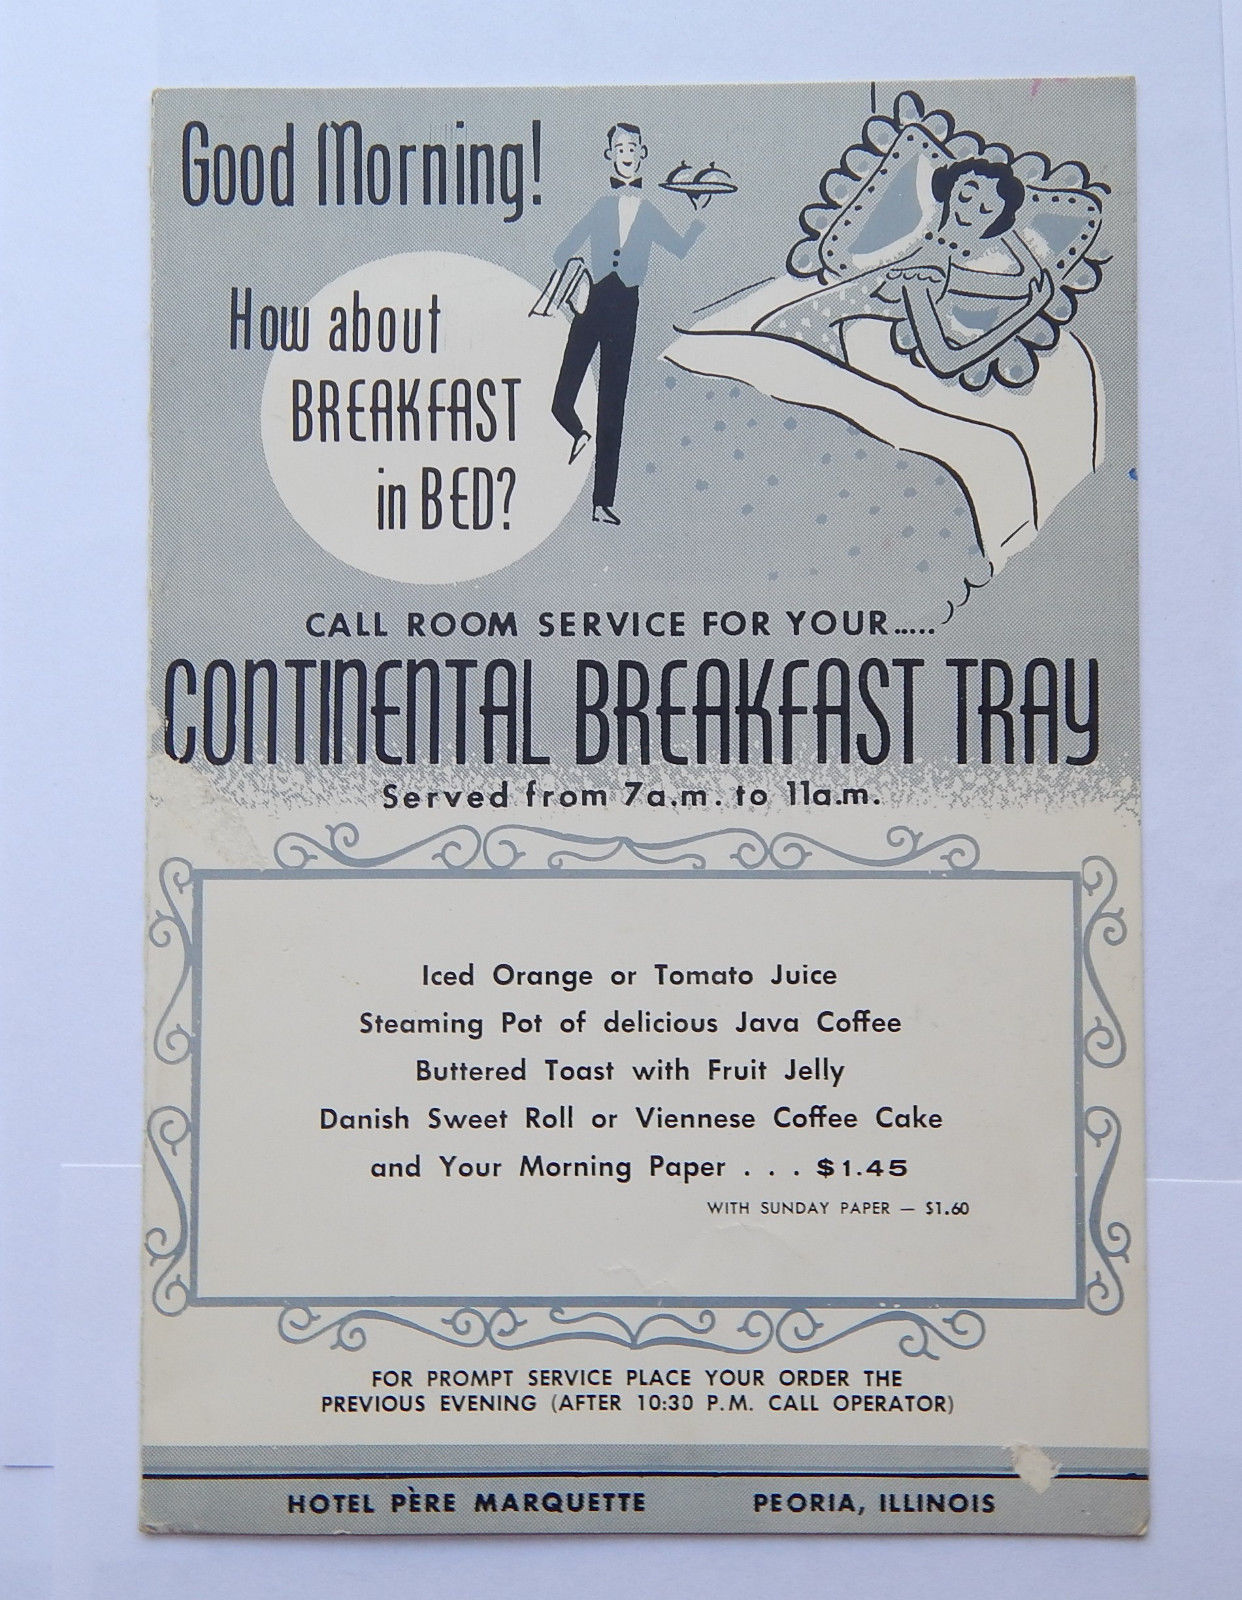 Good Morning!
How about
BREAKFAST
in BED?
CALL ROOM SERVICE FOR YOUR.....
CONTINENTAL BREAKFAST TRAY
Served from 7a.m. to 11a.m.
Iced Orange or Tomato Juice
Steaming Pot of delicious Java Coffee
Buttered Toast with Fruit Jelly
Danish Sweet Roll or Viennese Coffee Cake
and Your Morning Paper . . . $1.45
WITH SUNDAY PAPER — $1.60
FOR PROMPT SERVICE PLACE YOUR ORDER THE
PREVIOUS EVENING (AFTER 10:30 P.M. CALL OPERATOR)
HOTEL PÈRE MARQUETTE PEORIA, ILLINOIS